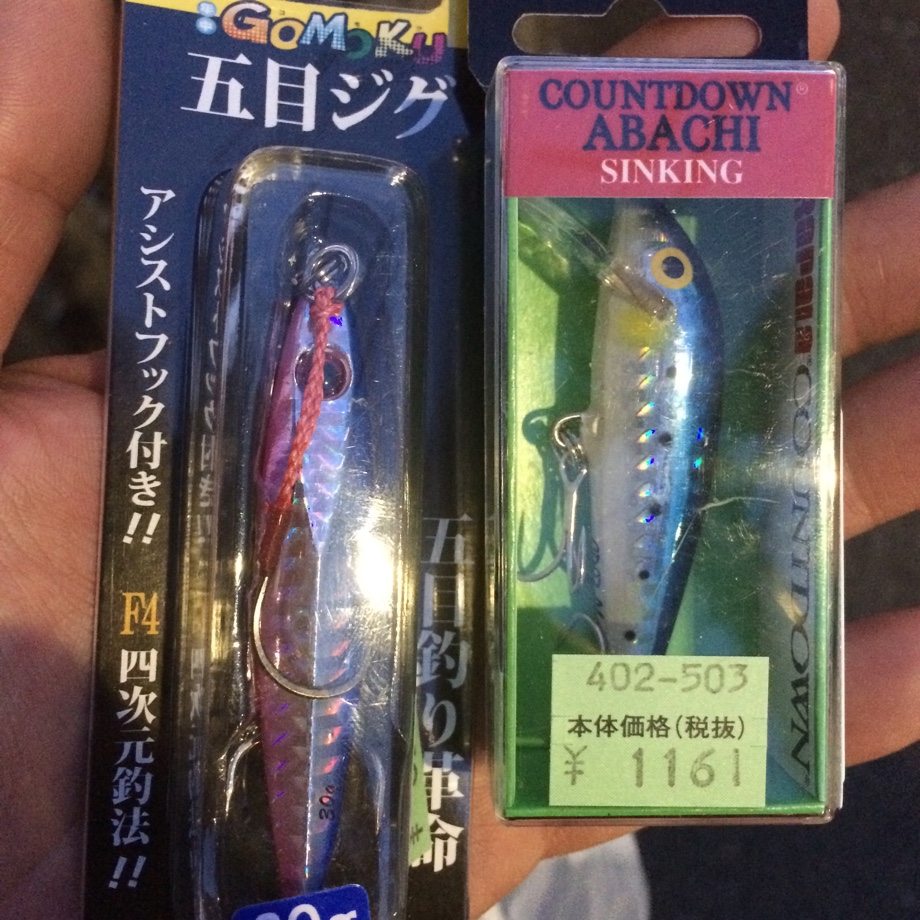 GoMoKu
五目ジグ
アシストフック付き!!
F4 四次元釣法!!
五目釣り革命
30g
COUNTDOWN®
ABACHI
SINKING
Rapala COUNTDOWN
402-503
本体価格(税抜)
¥ 1161